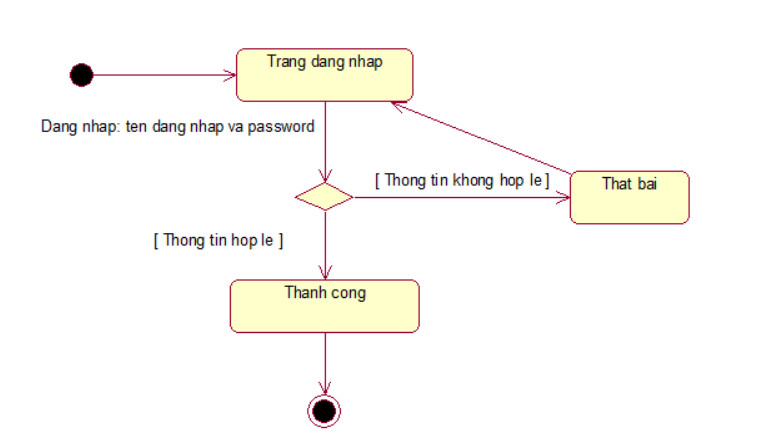 Trang dang nhap
Dang nhap: ten dang nhap va password
[ Thong tin khong hop le ]
That bai
[ Thong tin hop le ]
Thanh cong